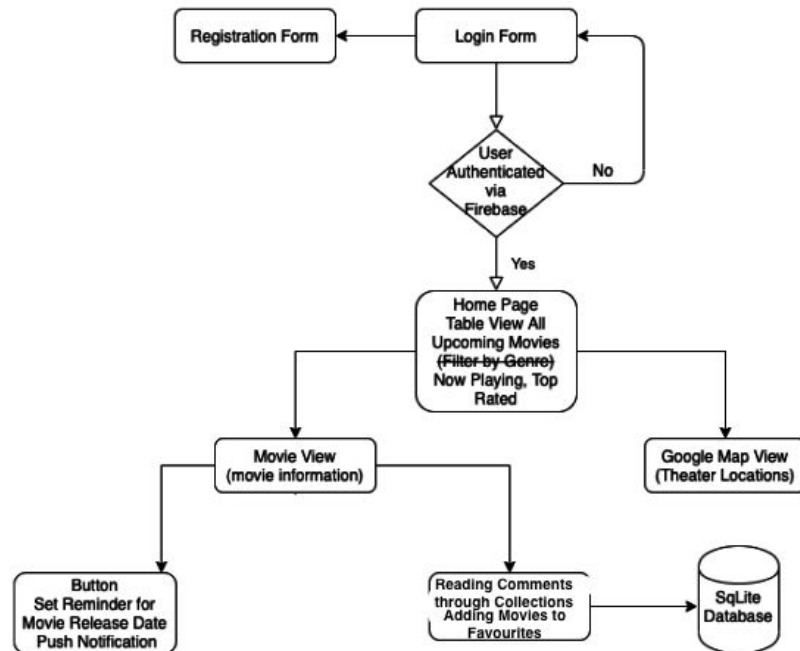 Registration Form
Login Form
User
Authenticated
via
Firebase
No
Yes
Home Page
Table View All
Upcoming Movies
(Filter by Genre)
Now Playing, Top
Rated
Movie View
(movie information)
Google Map View
(Theater Locations)
Button
Set Reminder for
Movie Release Date
Push Notification
Reading Comments
through Collections
Adding Movies to
Favourites
SqLite
Database